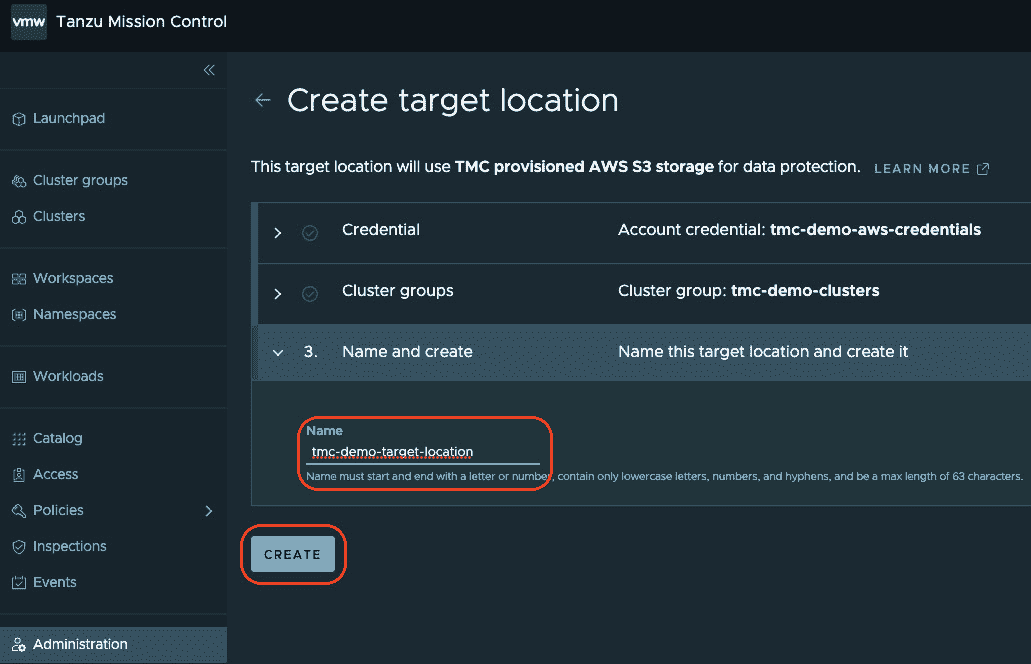 vmw Tanzu Mission Control
Launchpad
Cluster groups
Clusters
Workspaces
Namespaces
Workloads
Catalog
Access
Policies
Inspections
Events
Administration
Create target location
This target location will use TMC provisioned AWS S3 storage for data protection. LEARN MORE
Credential Account credential: tmc-demo-aws-credentials
Cluster groups Cluster group: tmc-demo-clusters
3. Name and create Name this target location and create it
Name
tmc-demo-target-location
Name must start and end with a letter or number, contain only lowercase letters, numbers, and hyphens, and be a max length of 63 characters.
CREATE